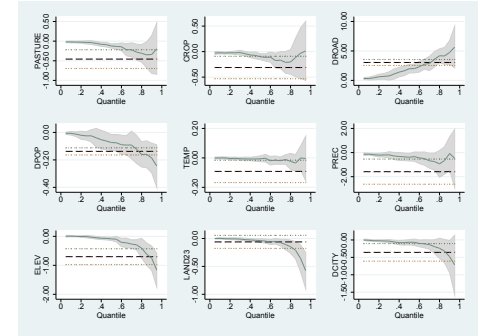 PASTURE
0.50
0.00
-0.50
-1.00
0 .2 .4 .6 .8 1
Quantile
CROP
0.50
0.00
-0.50
0 .2 .4 .6 .8 1
Quantile
DROAD
10.00
5.00
0.00
0 .2 .4 .6 .8 1
Quantile
DPOP
0.00
-0.20
-0.40
0 .2 .4 .6 .8 1
Quantile
TEMP
0.20
0.00
-0.20
0 .2 .4 .6 .8 1
Quantile
PREC
2.00
0.00
-2.00
0 .2 .4 .6 .8 1
Quantile
ELEV
0.00
-1.00
-2.00
0 .2 .4 .6 .8 1
Quantile
LAND23
0.00
-1.00
0 .2 .4 .6 .8 1
Quantile
DCITY
0.00
-0.50
-1.00
-1.50
0 .2 .4 .6 .8 1
Quantile